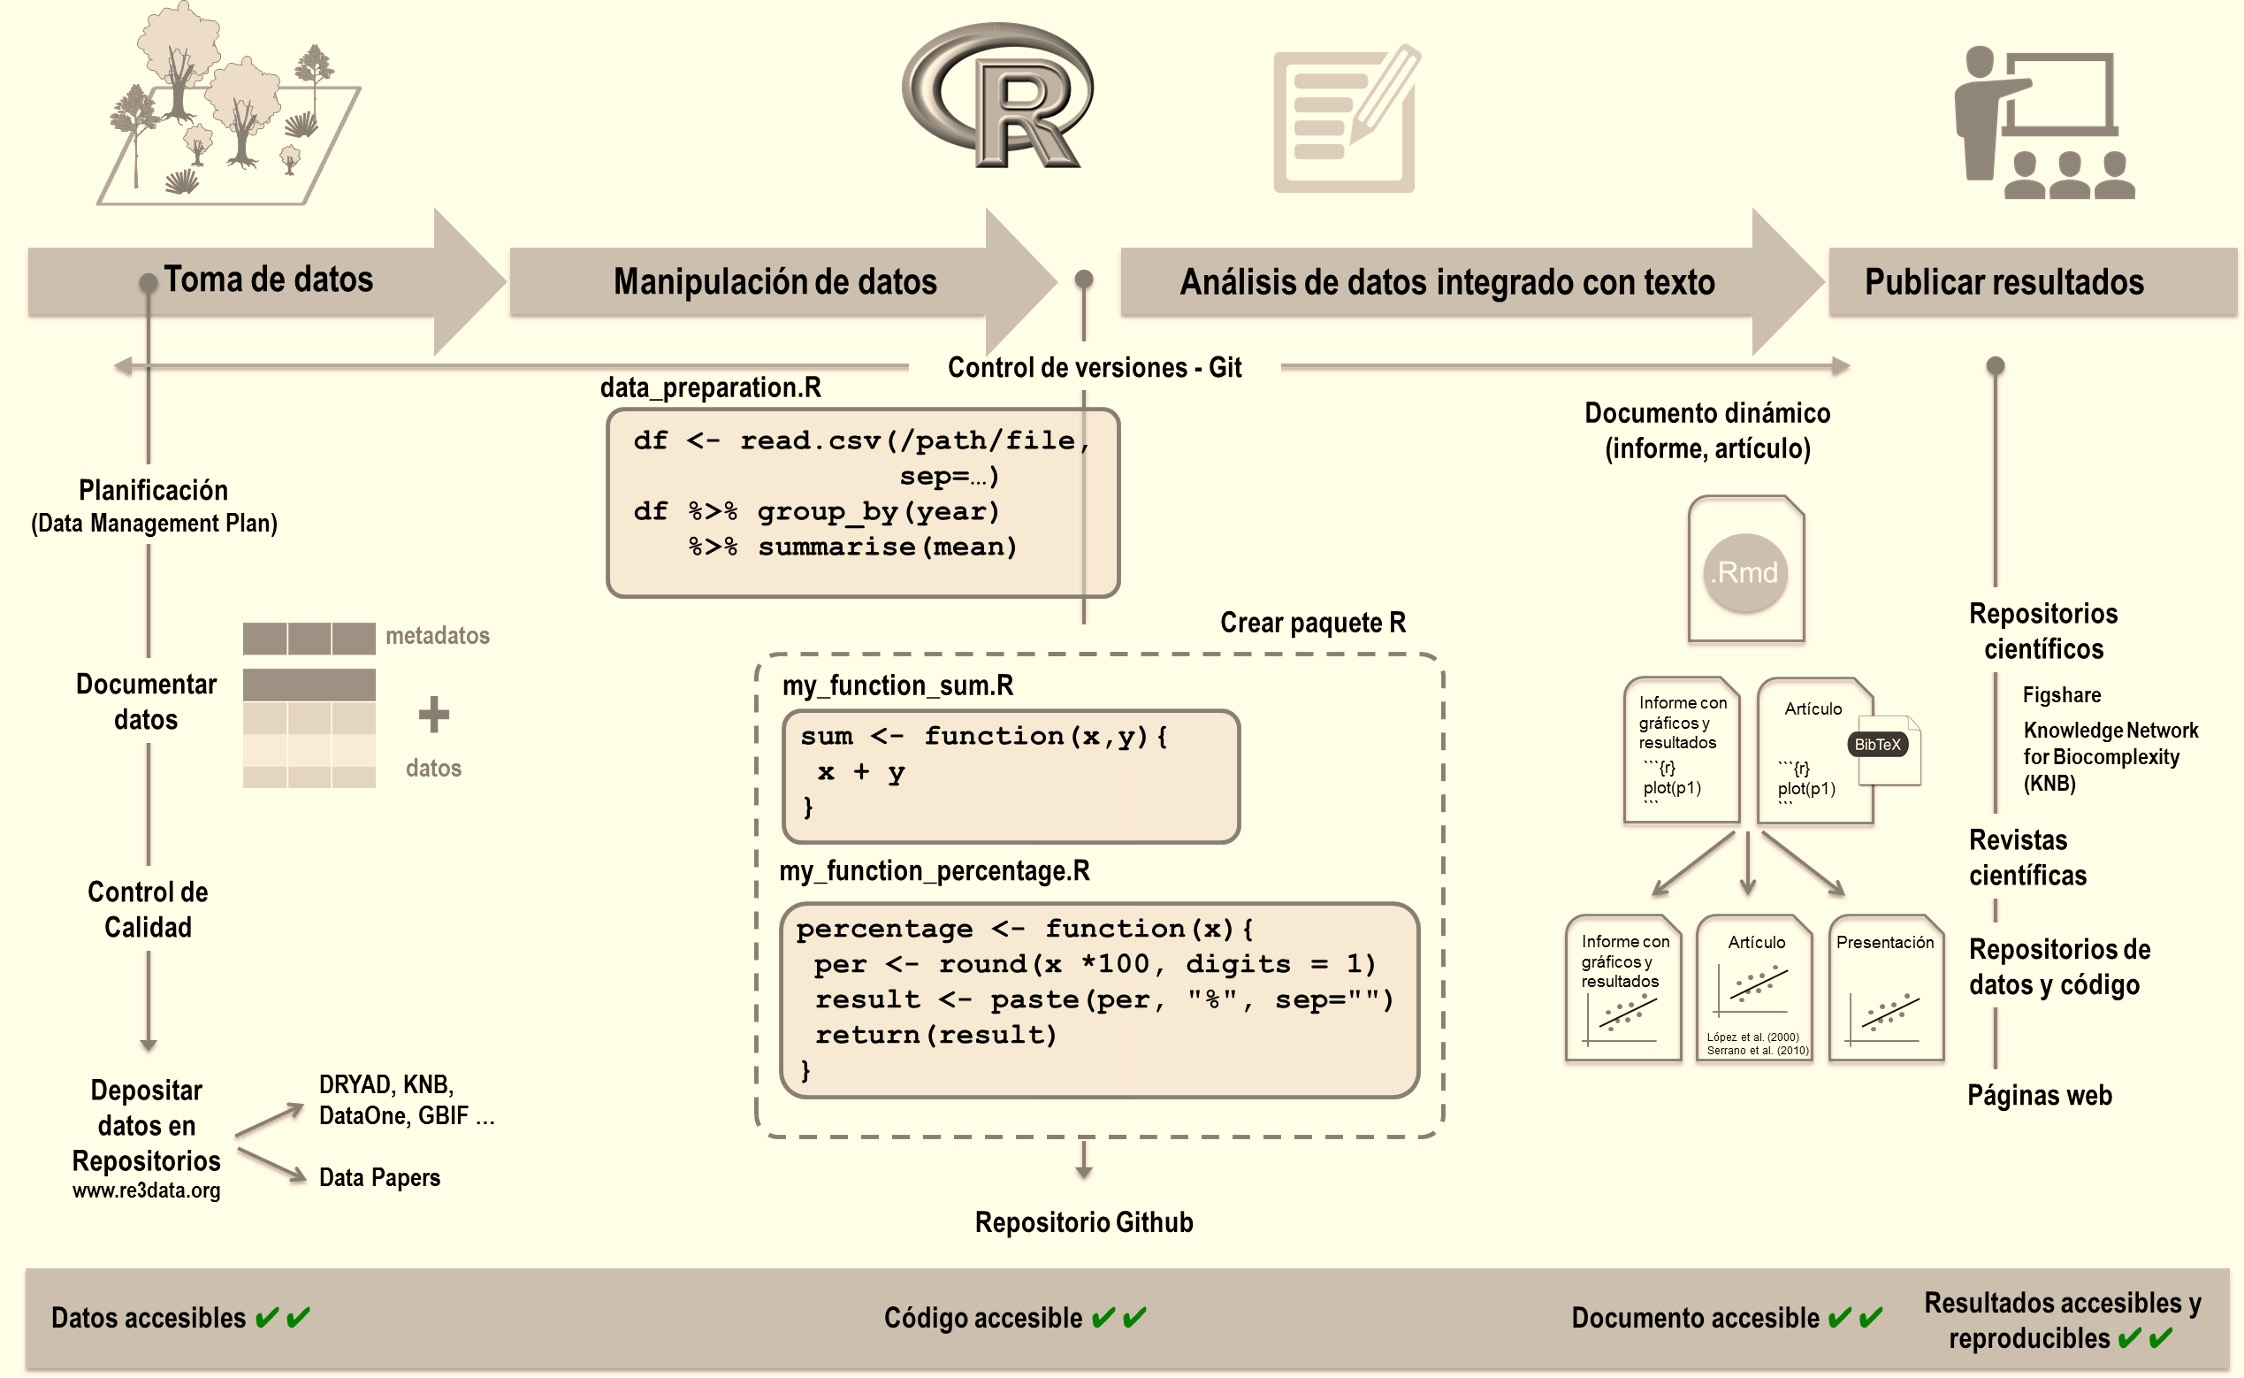 R
Toma de datos
Manipulación de datos
Análisis de datos integrado con texto
Publicar resultados
Control de versiones - Git
Planificación
(Data Management Plan)
Documentar
datos
metadatos
+
datos
Control de
Calidad
Depositar
datos en
Repositorios
www.re3data.org
DRYAD, KNB,
DataOne, GBIF ...
Data Papers
data_preparation.R
df <- read.csv(/path/file,
sep=…)
df %>% group_by(year)
%>% summarise(mean)
Crear paquete R
my_function_sum.R
sum <- function(x,y){
x + y
}
my_function_percentage.R
percentage <- function(x){
per <- round(x *100, digits = 1)
result <- paste(per, "%", sep="")
return(result)
}
Repositorio Github
Documento dinámico
(informe, artículo)
.Rmd
Informe con
gráficos y
resultados
```{r}
plot(p1)
```
Artículo
BibTeX
```{r}
plot(p1)
```
Informe con
gráficos y
resultados
Artículo
López et al. (2000)
Serrano et al. (2010)
Presentación
Repositorios
científicos
Figshare
Knowledge Network
for Biocomplexity
(KNB)
Revistas
científicas
Repositorios de
datos y código
Páginas web
Datos accesibles ✔✔
Código accesible ✔✔
Documento accesible ✔✔
Resultados accesibles y
reproducibles ✔✔